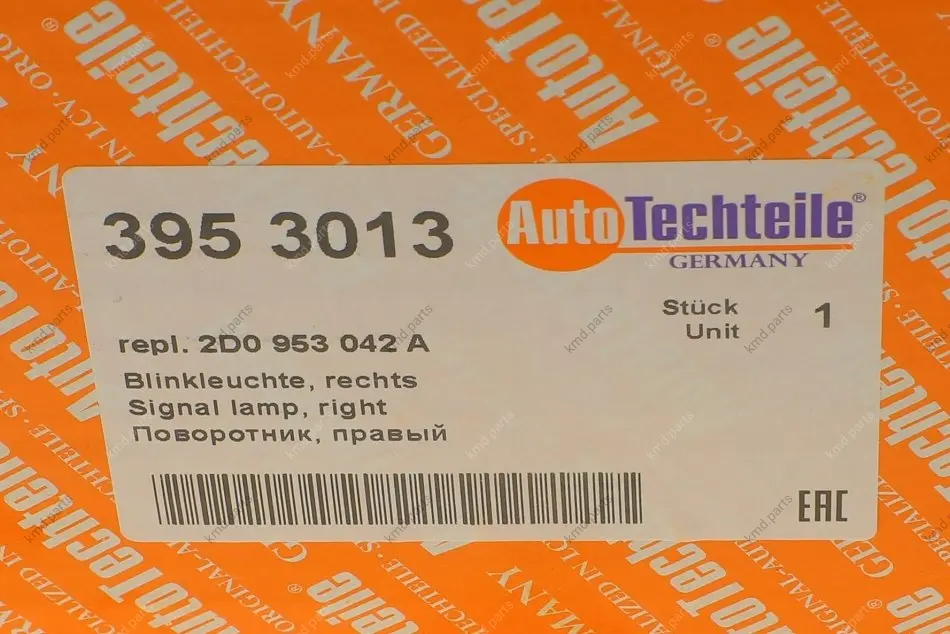 395 3013
AutoTechteile®
GERMANY
Stück
Unit
1
repl. 2D0 953 042 A
Blinkleuchte, rechts
Signal lamp, right
Поворотник, правый
EAC